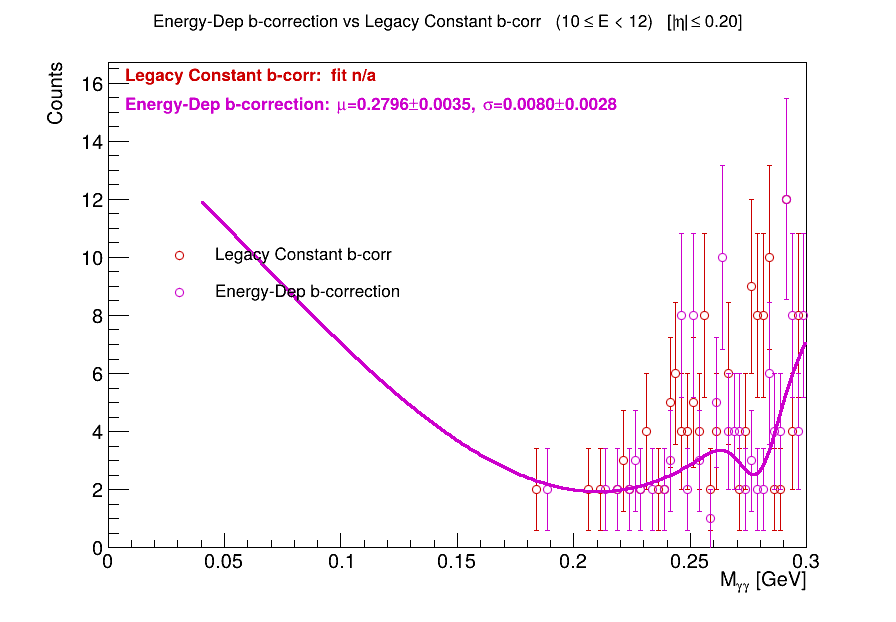 Energy-Dep b-correction vs Legacy Constant b-corr (10 ≤ E < 12) [|η| ≤ 0.20]
Counts
Legacy Constant b-corr: fit n/a
Energy-Dep b-correction: μ=0.2796±0.0035, σ=0.0080±0.0028
Legacy Constant b-corr
Energy-Dep b-correction
16
14
12
10
8
6
4
2
0
0 0.05 0.1 0.15 0.2 0.25 0.3
Mγγ [GeV]